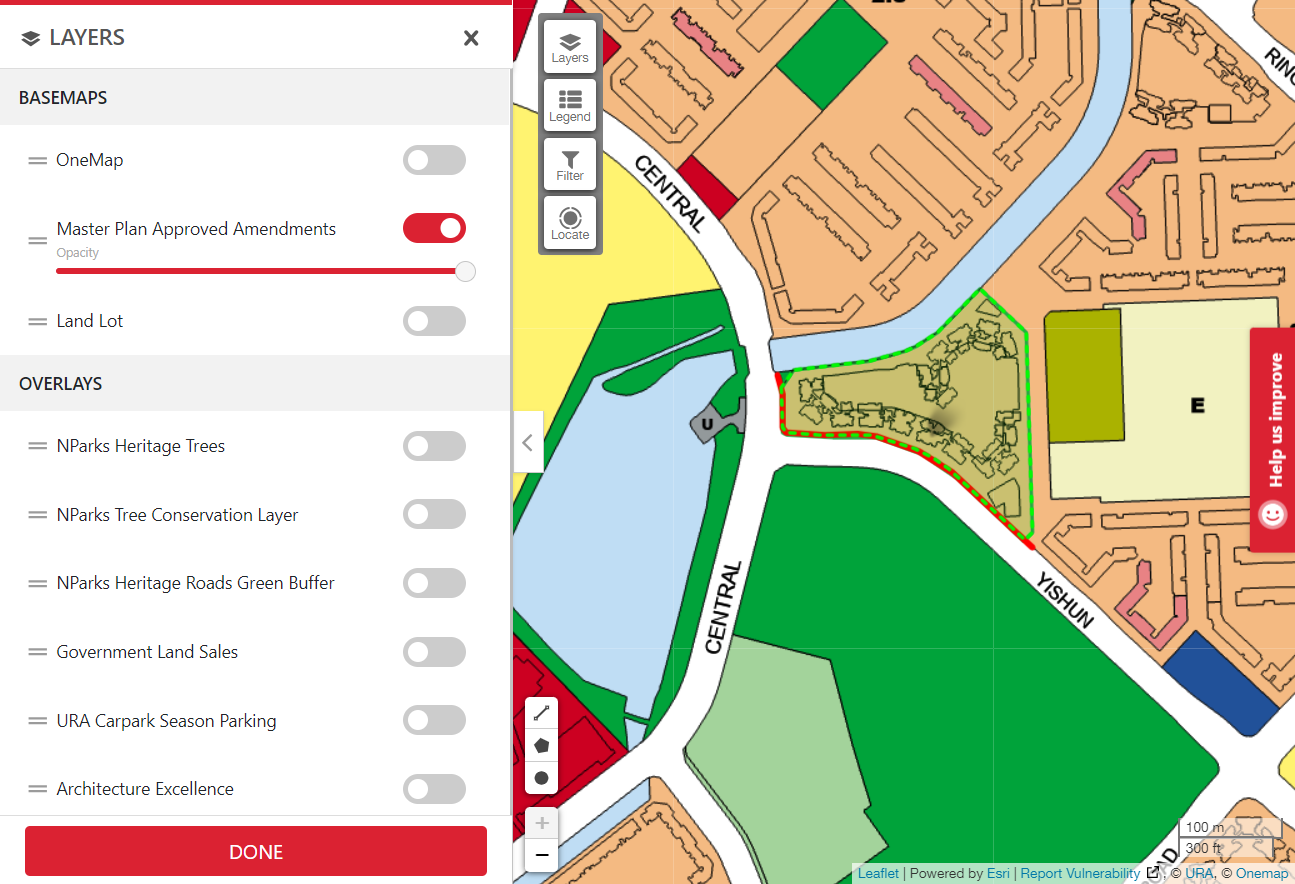 LAYERS
BASEMAPS
OneMap
Master Plan Approved Amendments
Opacity
Land Lot
OVERLAYS
NParks Heritage Trees
NParks Tree Conservation Layer
NParks Heritage Roads Green Buffer
Government Land Sales
URA Carpark Season Parking
Architecture Excellence
DONE
Layers
Legend
Filter
Locate
CENTRAL
U
CENTRAL
E
YISHUN
Help us improve
100 m
300 ft
Leaflet | Powered by Esri | Report Vulnerability , © URA, © Onemap